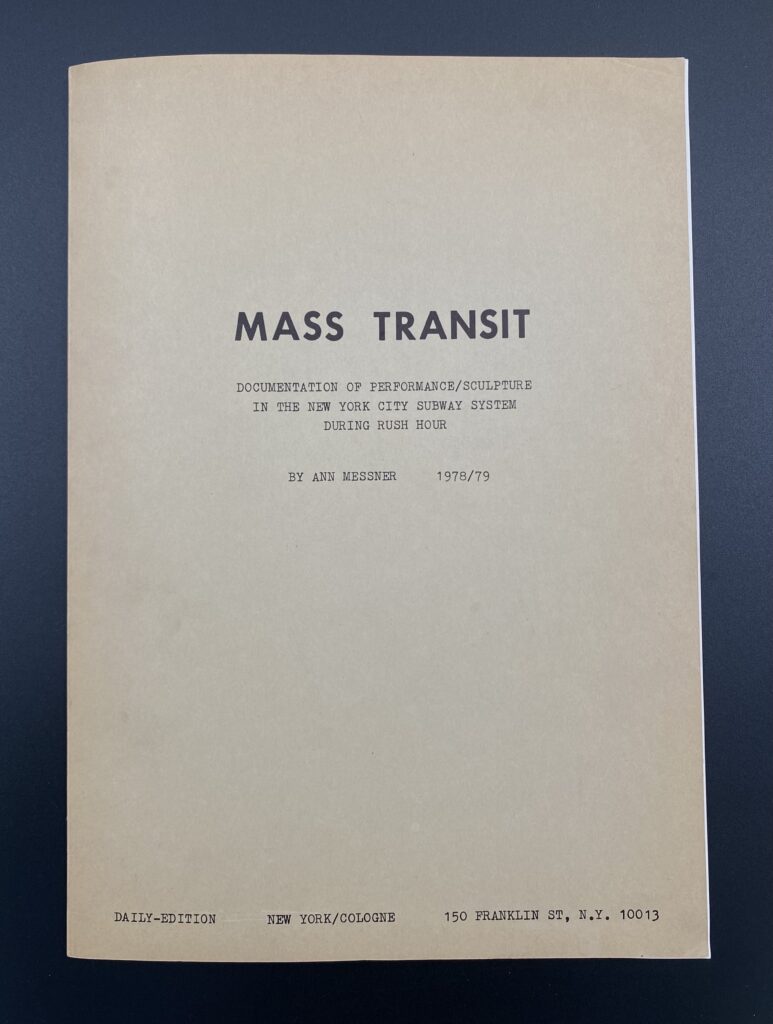 MASS TRANSIT
DOCUMENTATION OF PERFORMANCE/SCULPTURE
IN THE NEW YORK CITY SUBWAY SYSTEM
DURING RUSH HOUR
BY ANN MESSNER 1978/79
DAILY-EDITION NEW YORK/COLOGNE 150 FRANKLIN ST, N.Y. 10013